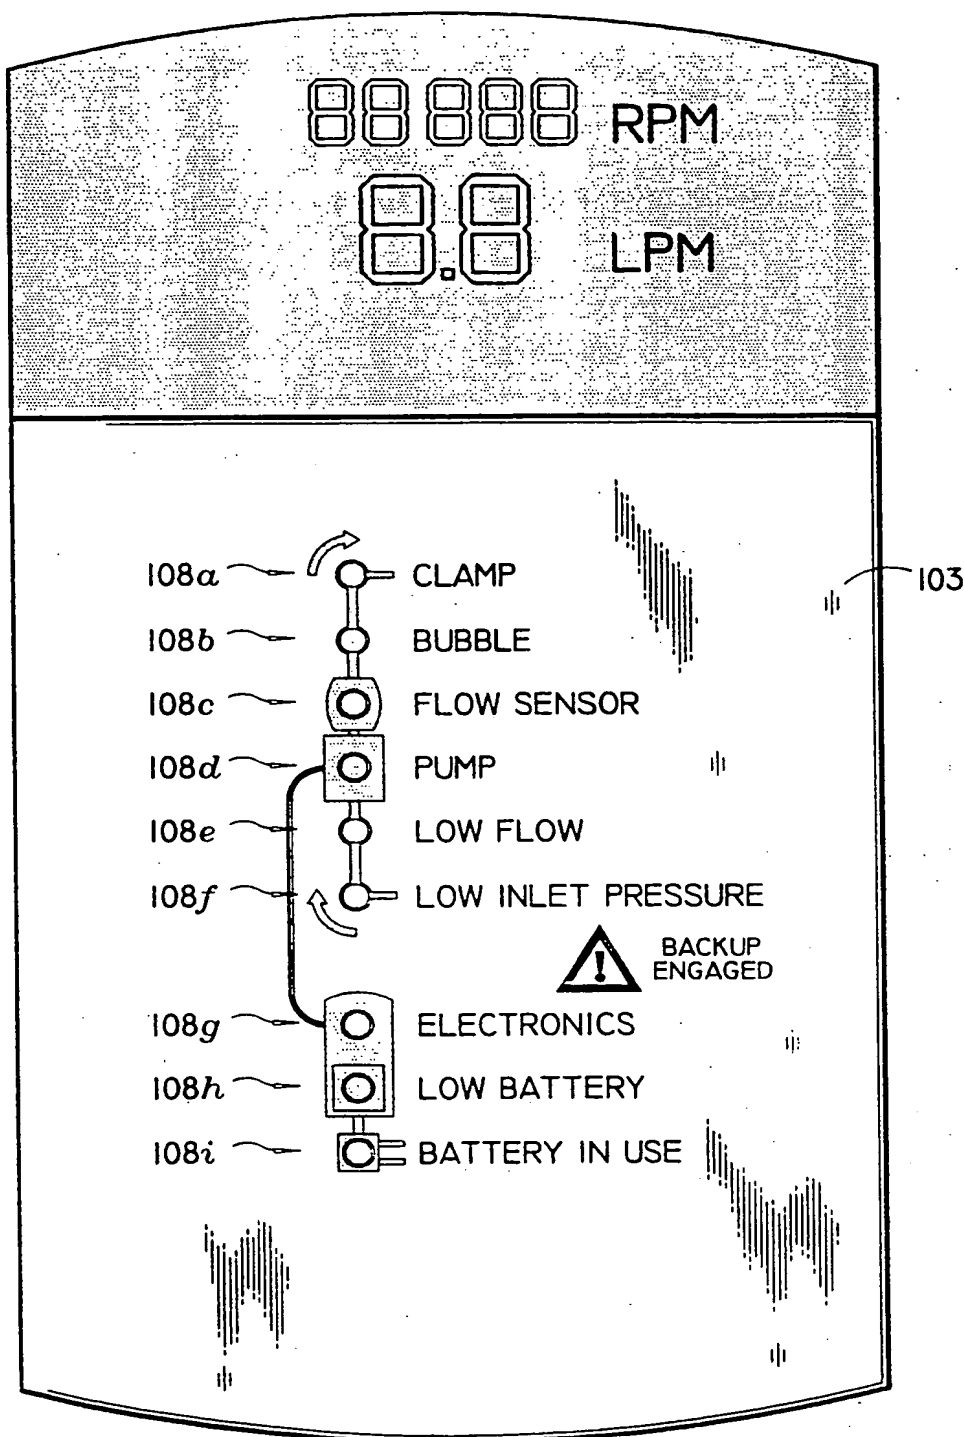 88 888 RPM
8.8 LPM
108a CLAMP
103
108b BUBBLE
108c FLOW SENSOR
108d PUMP
108e LOW FLOW
108f LOW INLET PRESSURE
! BACKUP
ENGAGED
108g ELECTRONICS
108h LOW BATTERY
108i BATTERY IN USE